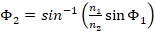 Φ₂ = sin⁻¹ (n₁/n₂ sin Φ₁)